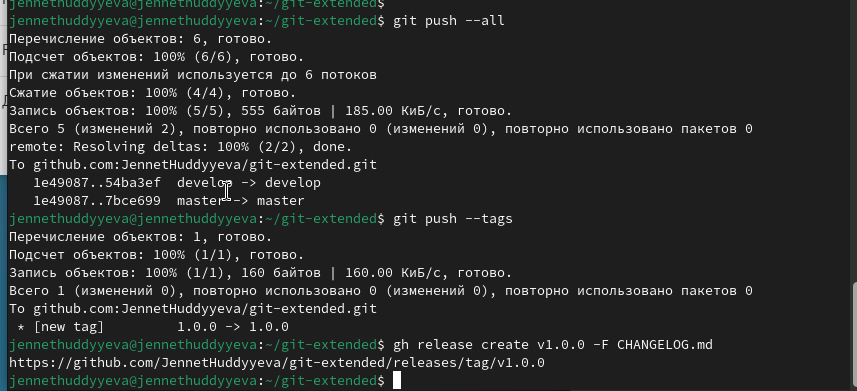 jennethuddyyeva@jennethuddyyeva:~/git-extended$
jennethuddyyeva@jennethuddyyeva:~/git-extended$ git push --all
Перечисление объектов: 6, готово.
Подсчет объектов: 100% (6/6), готово.
При сжатии изменений используется до 6 потоков
Сжатие объектов: 100% (4/4), готово.
Запись объектов: 100% (5/5), 555 байтов | 185.00 КиБ/с, готово.
Всего 5 (изменений 2), повторно использовано 0 (изменений 0), повторно использовано пакетов 0
remote: Resolving deltas: 100% (2/2), done.
To github.com:JennetHuddyyeva/git-extended.git
   1e49087..54ba3ef  develop -> develop
   1e49087..7bce699  master -> master
jennethuddyyeva@jennethuddyyeva:~/git-extended$ git push --tags
Перечисление объектов: 1, готово.
Подсчет объектов: 100% (1/1), готово.
Запись объектов: 100% (1/1), 160 байтов | 160.00 КиБ/с, готово.
Всего 1 (изменений 0), повторно использовано 0 (изменений 0), повторно использовано пакетов 0
To github.com:JennetHuddyyeva/git-extended.git
 * [new tag]         1.0.0 -> 1.0.0
jennethuddyyeva@jennethuddyyeva:~/git-extended$ gh release create v1.0.0 -F CHANGELOG.md
https://github.com/JennetHuddyyeva/git-extended/releases/tag/v1.0.0
jennethuddyyeva@jennethuddyyeva:~/git-extended$